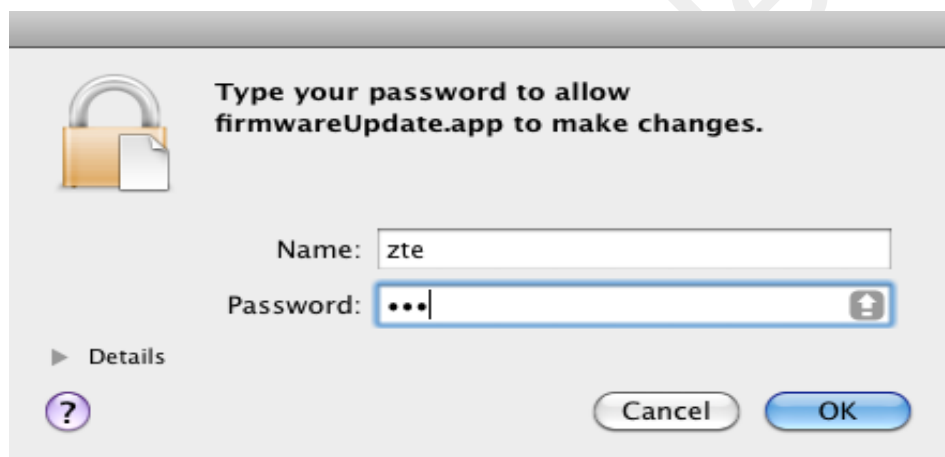 Type your password to allow
firmwareUpdate.app to make changes.
Name: zte
Password: •••
Details
?
Cancel OK